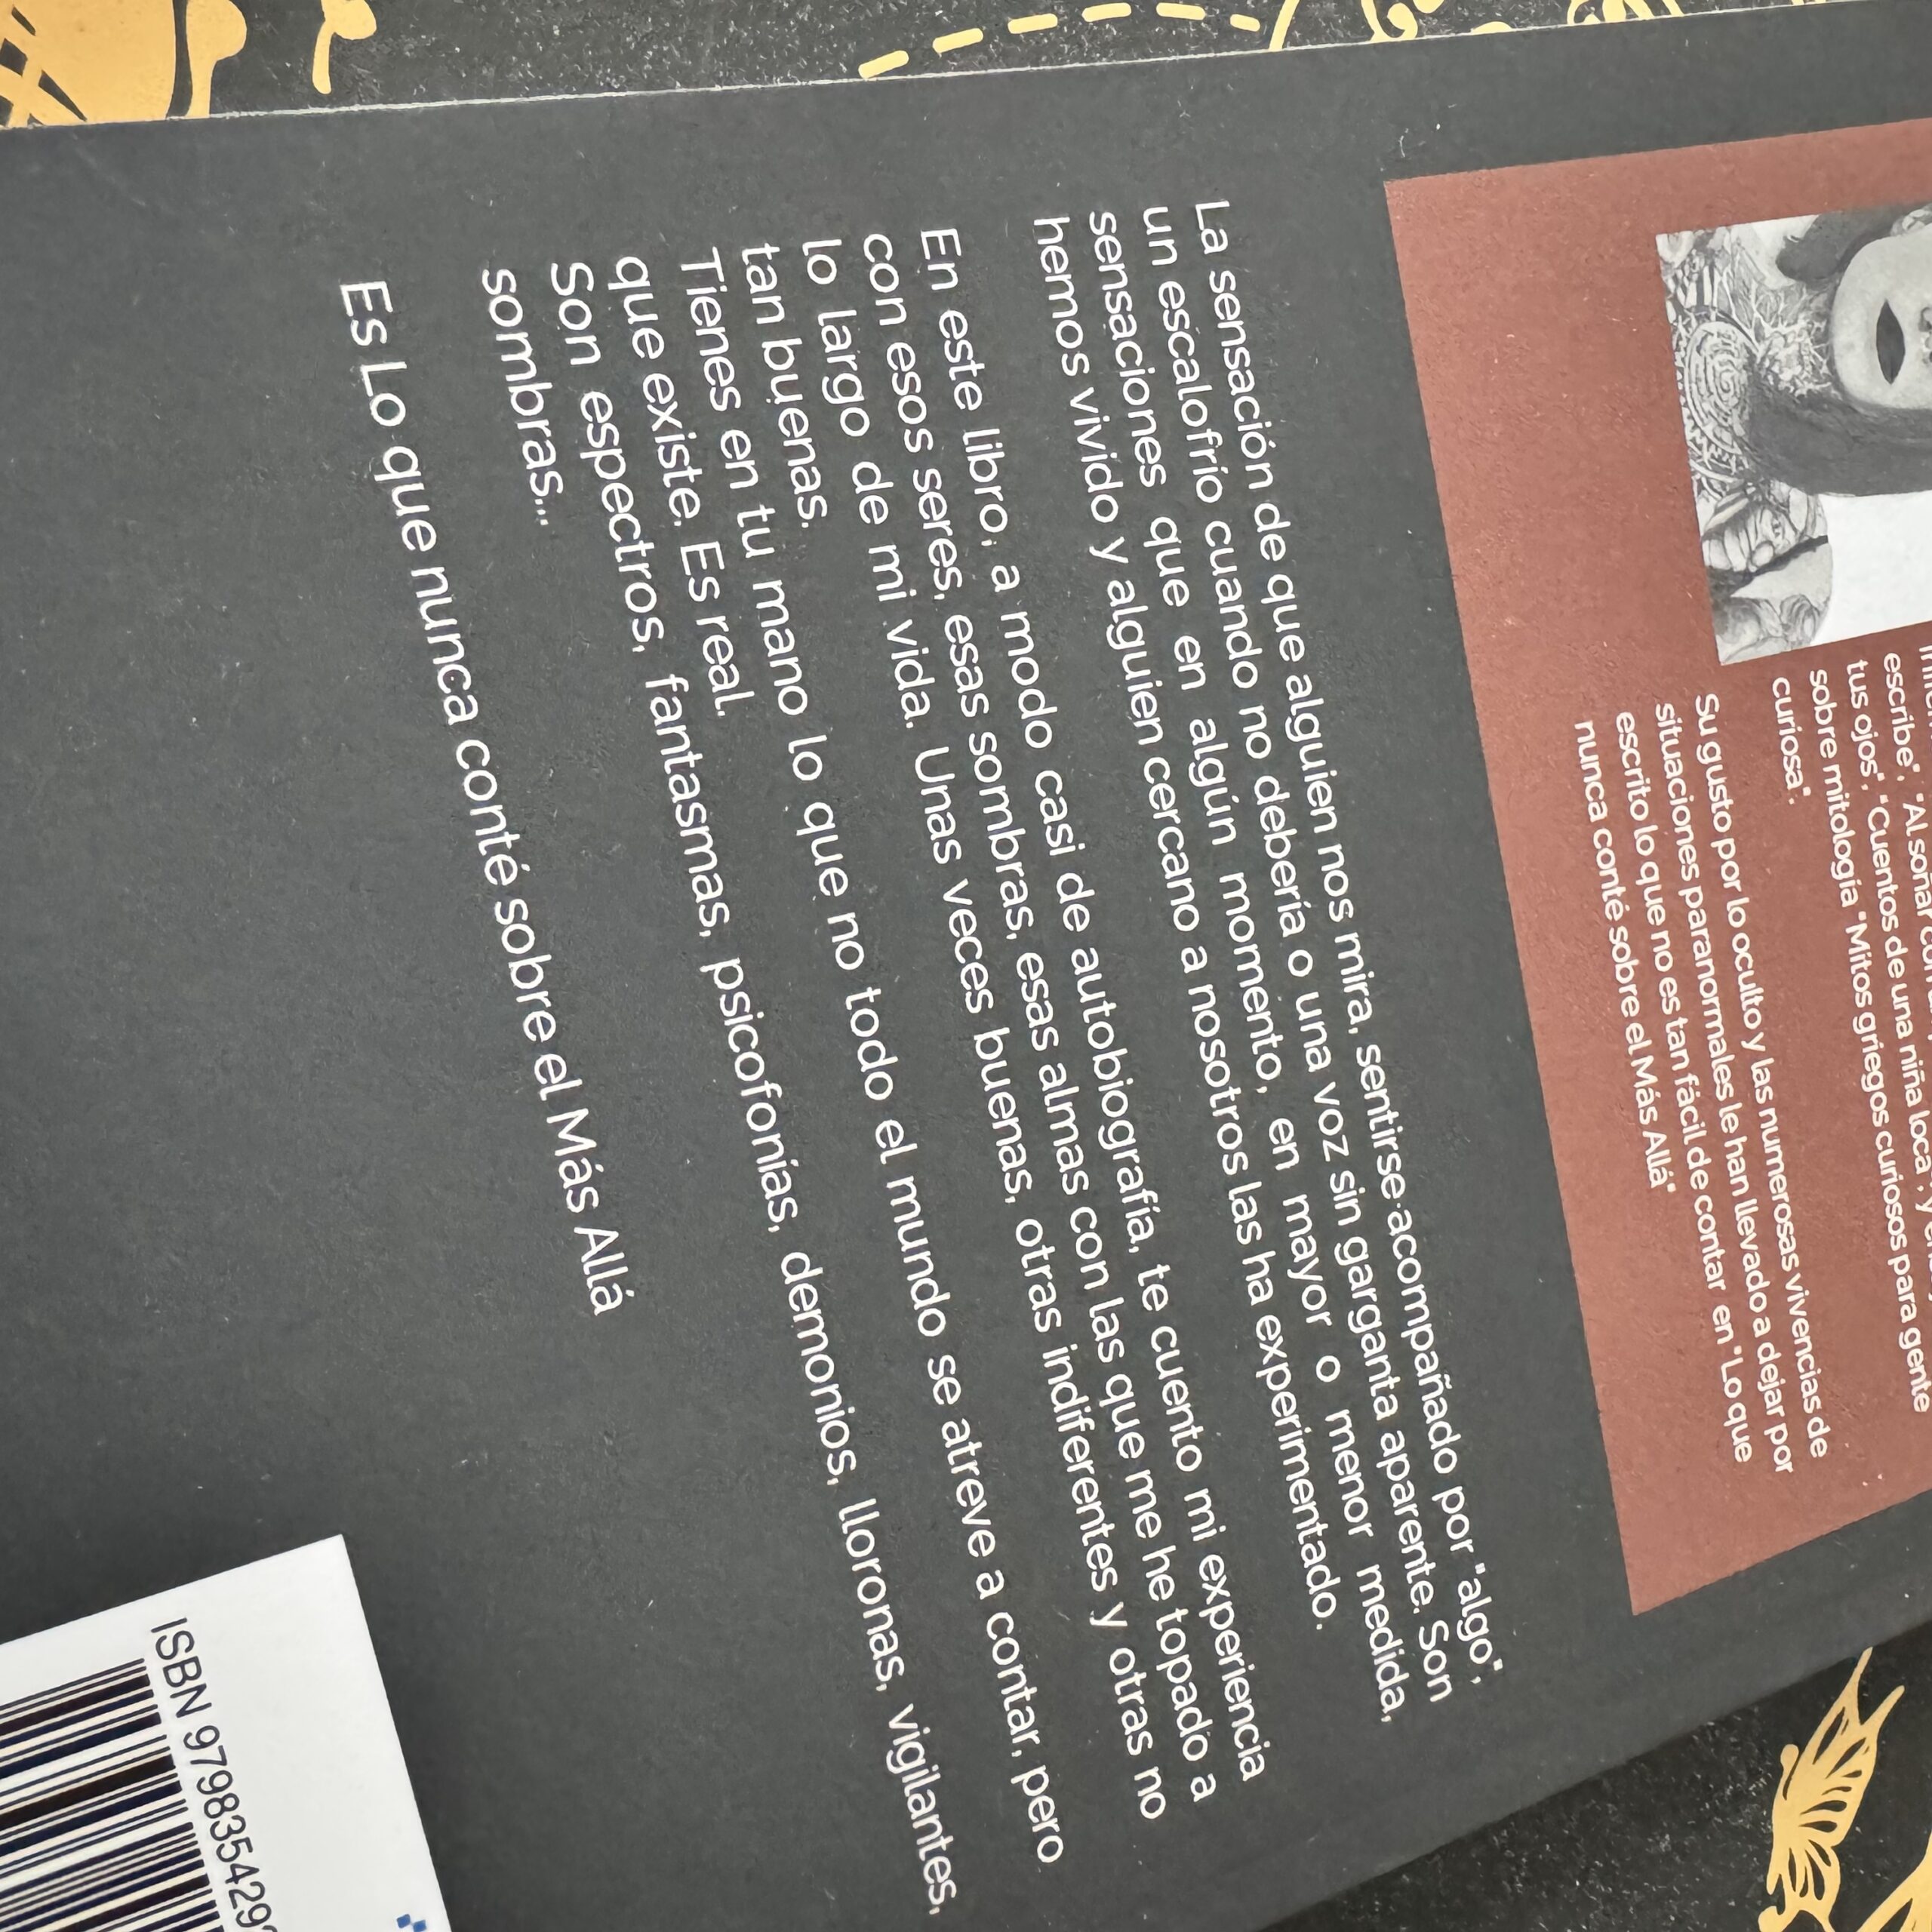 escribe", "Al soñar con
tus ojos", "Cuentos de una niña loca", y
sobre mitología "Mitos griegos curiosos para gente
curiosa".
Su gusto por lo oculto y las numerosas vivencias de
situaciones paranormales le han llevado a dejar por
escrito lo que no es tan fácil de contar en "Lo que
nunca conté sobre el Más Allá"
La sensación de que alguien nos mira, sentirse acompañado por "algo",
un escalofrío cuando no debería o una voz sin garganta aparente. Son
sensaciones que en algún momento, en mayor o menor medida,
hemos vivido y alguien cercano a nosotros las ha experimentado.
En este libro, a modo casi de autobiografía, te cuento mi experiencia
con esos seres, esas sombras, esas almas con las que me he topado a
lo largo de mi vida. Unas veces buenas, otras indiferentes y otras no
tan buenas.
Tienes en tu mano lo que no todo el mundo se atreve a contar, pero
que existe. Es real.
Son espectros, fantasmas, psicofonías, demonios, lloronas, vigilantes,
sombras...
Es Lo que nunca conté sobre el Más Allá
ISBN 979835429